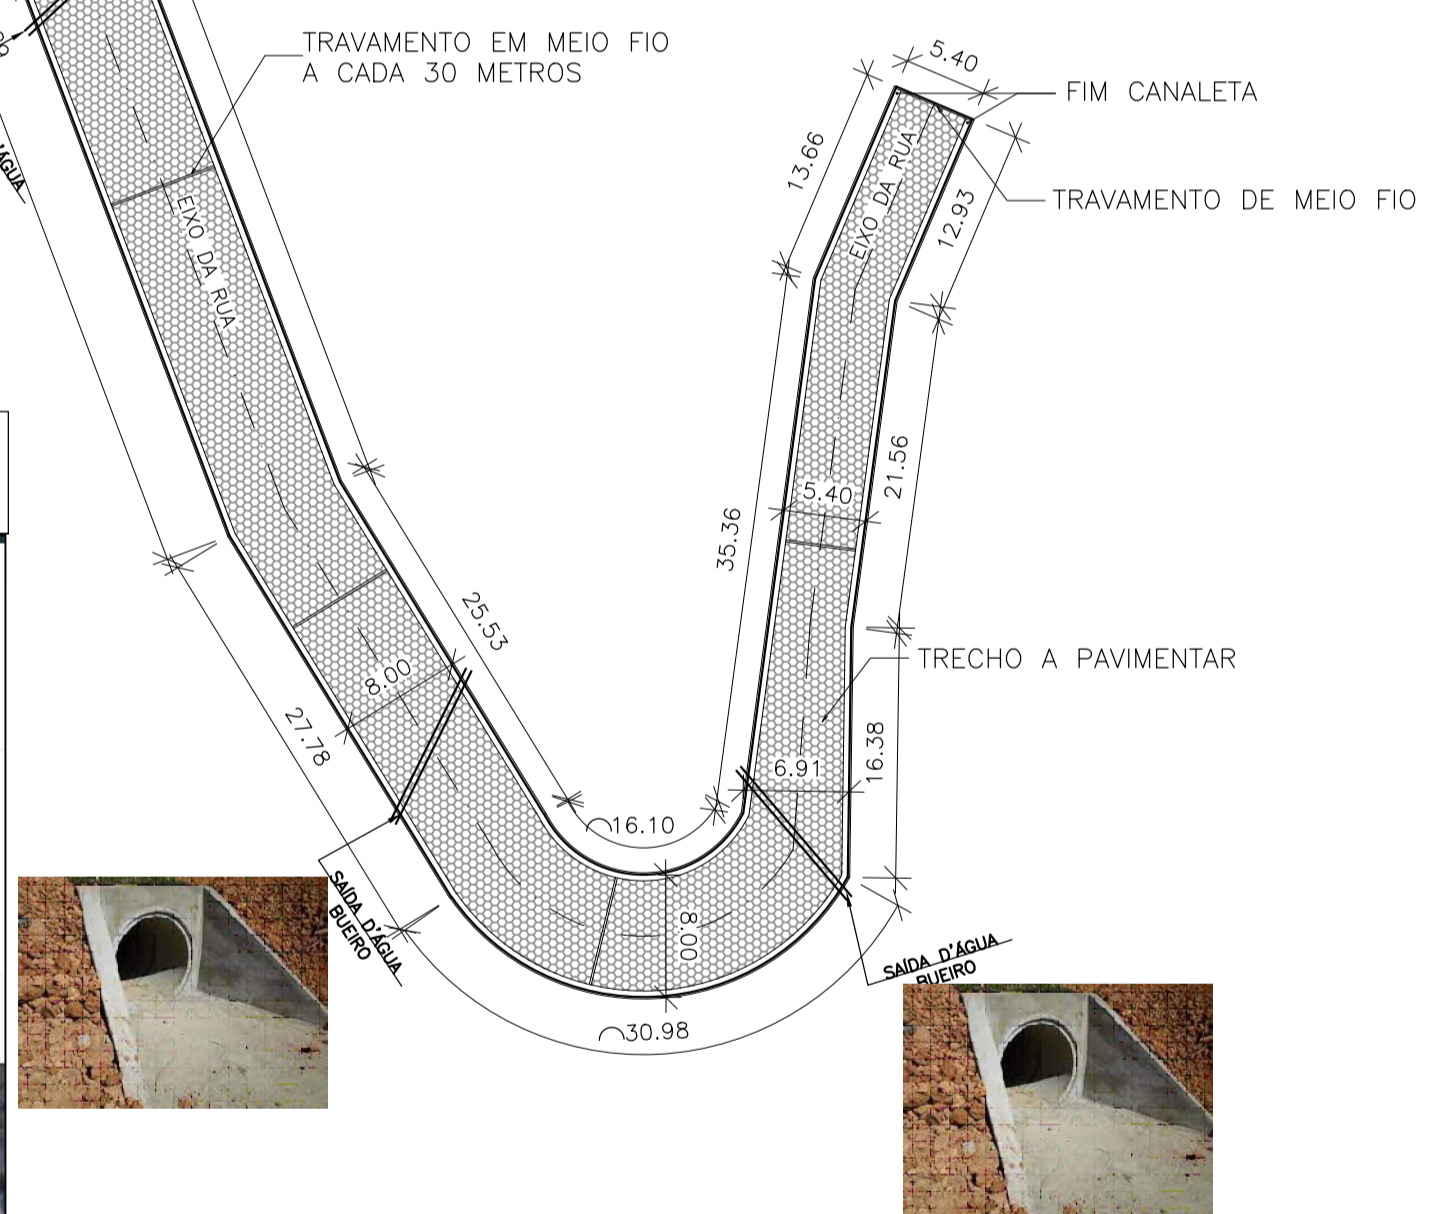 TRAVAMENTO EM MEIO FIO
A CADA 30 METROS
5.40
FIM CANALETA
13.66
EIXO DA RUA
TRAVAMENTO DE MEIO FIO
12.93
EIXO DA RUA
21.56
5.40
35.36
25.53
TRECHO A PAVIMENTAR
8.00
27.78
16.38
6.91
16.10
SAÍDA D'ÁGUA
BUEIRO
8.00
SAÍDA D'ÁGUA
BUEIRO
30.98